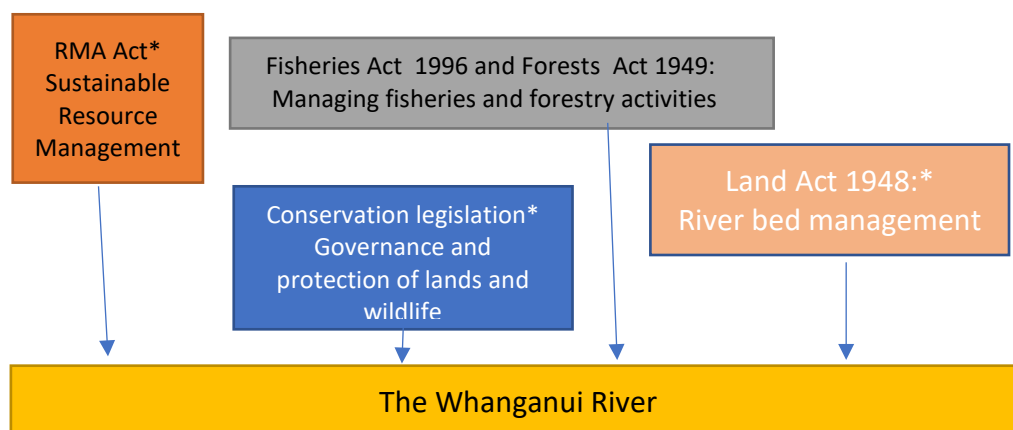 RMA Act*
Sustainable
Resource
Management
Fisheries Act 1996 and Forests Act 1949:
Managing fisheries and forestry activities
Conservation legislation*
Governance and
protection of lands and
wildlife
Land Act 1948:*
River bed management
The Whanganui River